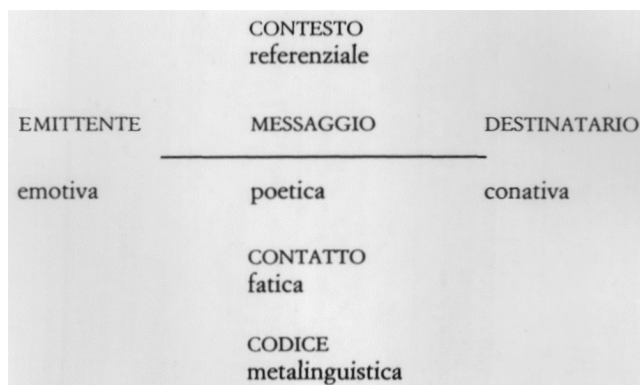 CONTESTO
referenziale
EMITTENTE MESSAGGIO DESTINATARIO
emotiva poetica conativa
CONTATTO
fatica
CODICE
metalinguistica